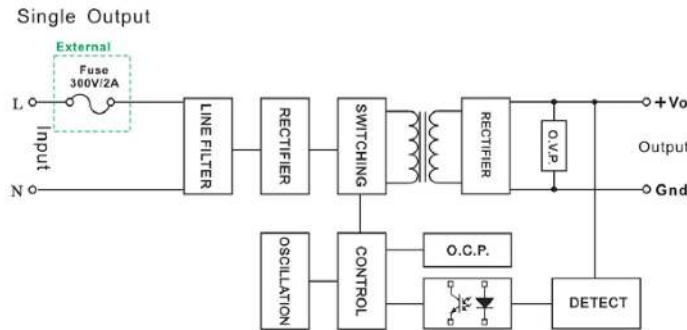 Single Output
External
Fuse
300V/2A
L
Input
N
LINE FILTER
RECTIFIER
SWITCHING
RECTIFIER
O.V.P.
+Vo
Output
Gnd
OSCILLATION
CONTROL
O.C.P.
DETECT